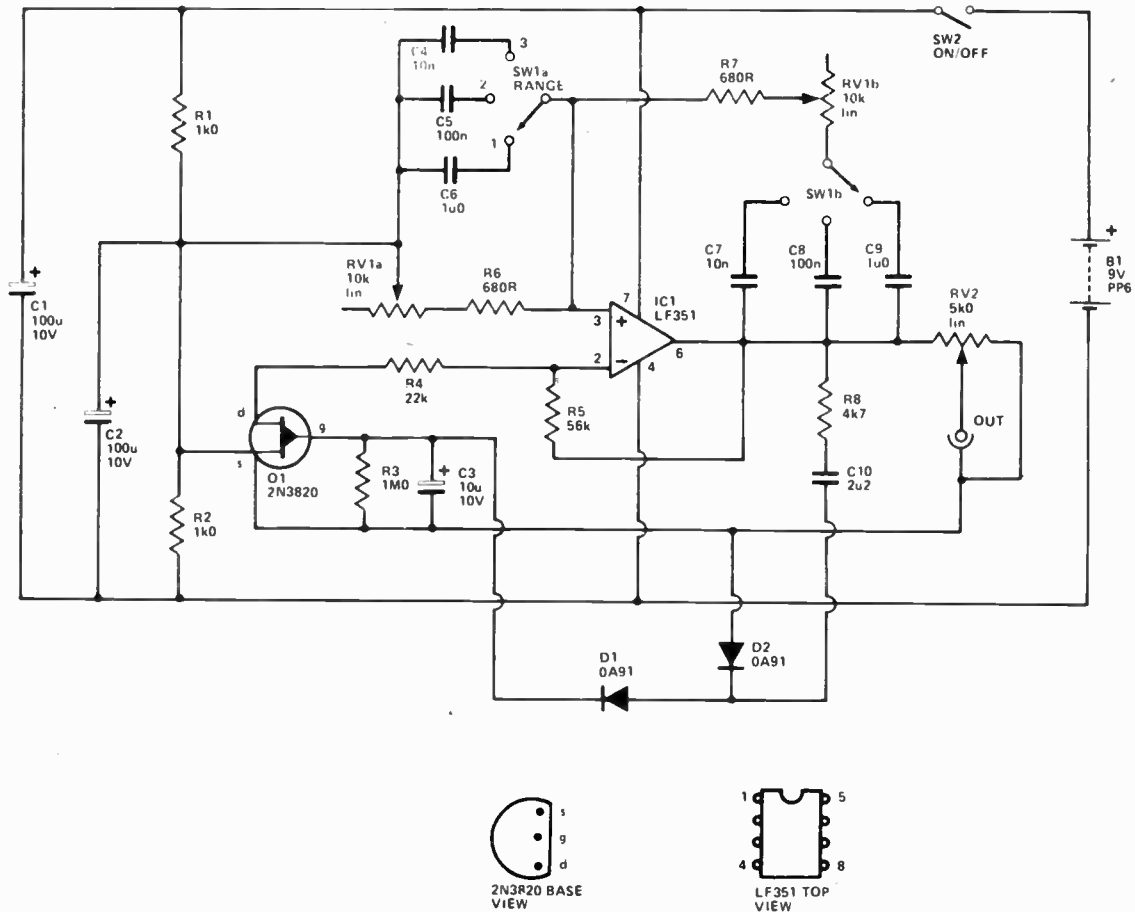 SW2
ON/OFF
C4
10n
3
SW1a
RANGE
2
C5
100n
1
C6
1u0
R7
680R
RV1b
10k
lin
R1
1k0
SW1b
C7
10n
C8
100n
C9
1u0
+
B1
9V
PP6
RV1a
10k
lin
R6
680R
7
IC1
LF351
3
+
2
−
6
4
RV2
5k0
lin
+
C1
100u
10V
R4
22k
R5
56k
R8
4k7
OUT
+
C2
100u
10V
d
g
s
Q1
2N3820
R3
1M0
+
C3
10u
10V
C10
2u2
R2
1k0
D1
0A91
D2
0A91
s
g
d
2N3820 BASE
VIEW
1
5
4
8
LF351 TOP
VIEW